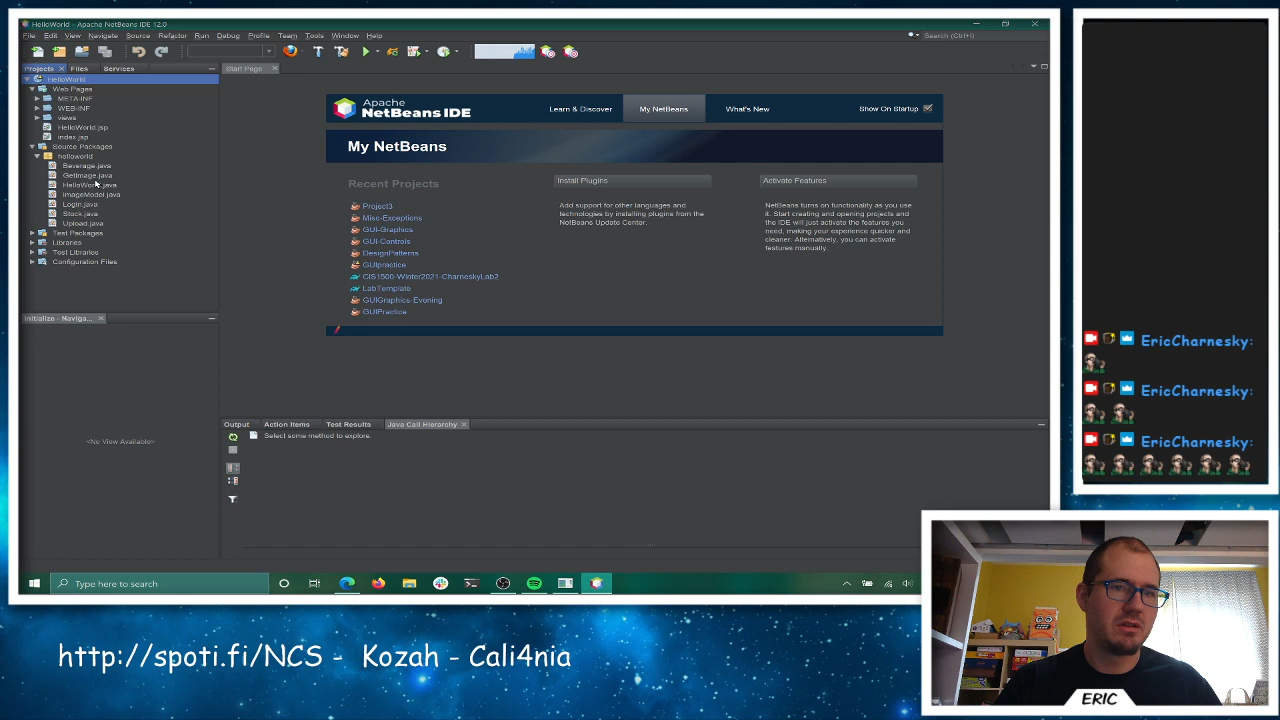 HelloWorld - Apache NetBeans IDE 12.0
File Edit View Navigate Source Refactor Run Debug Profile Team Tools Window Help
Search (Ctrl+I)
Projects Files Services
Start Page
HelloWorld
Web Pages
META-INF
WEB-INF
views
HelloWorld.jsp
index.jsp
Source Packages
helloworld
Beverage.java
GetImage.java
HelloWorld.java
ImageModel.java
Login.java
Stock.java
Upload.java
Test Packages
Libraries
Test Libraries
Configuration Files
Apache
NetBeans IDE
Learn & Discover
My NetBeans
What's New
Show On Startup
My NetBeans
Recent Projects
Project3
Misc-Exceptions
GUI-Graphics
GUI-Controls
DesignPatterns
GUIpractice
CIS1500-Winter2021-CharneskyLab2
LabTemplate
GUIGraphics-Evoning
GUIPractice
Install Plugins
Add support for other languages and
technologies by installing plugins from the
NetBeans Update Center.
Activate Features
NetBeans turns on functionality as you use
it. Start creating and opening projects and
the IDE will just activate the features you
need, making your experience quicker and
cleaner. Alternatively, you can activate
features manually.
Initialize - Naviga...
<No View Available>
Output Action Items Test Results Java Call Hierarchy
Select some method to explore.
Type here to search
EricCharnesky:
EricCharnesky:
EricCharnesky:
http://spoti.fi/NCS - Kozah - Cali4nia
ERIC